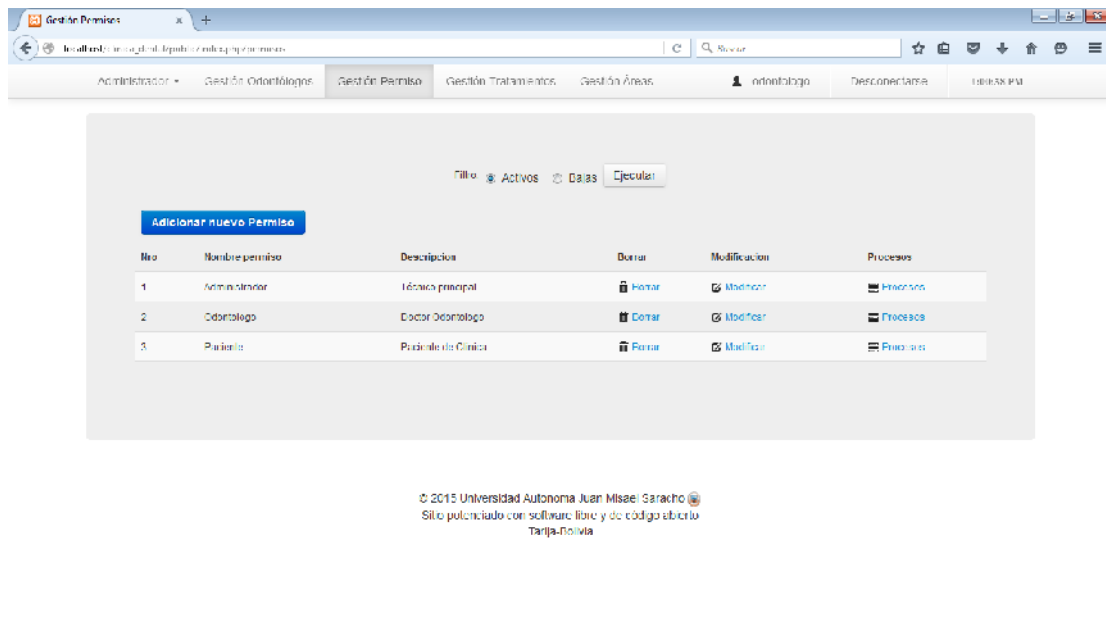 Gestión Permisos
Administrador Gestión Odontólogos Gestión Permiso Gestión Tratamientos Gestión Áreas odontologo Desconectarse
Filtro Activos Bajas Ejecutar
Adicionar nuevo Permiso
Nro Nombre permiso Descripcion Borrar Modificacion Procesos
1 Administrador Técnico principal Borrar Modificar Procesos
2 Odontologo Doctor Odontologo Borrar Modificar Procesos
3 Paciente Paciente de Clinica Borrar Modificar Procesos
© 2015 Universidad Autonoma Juan Misael Saracho
Sitio potenciado con software libre y de código abierto
Tarija-Bolivia